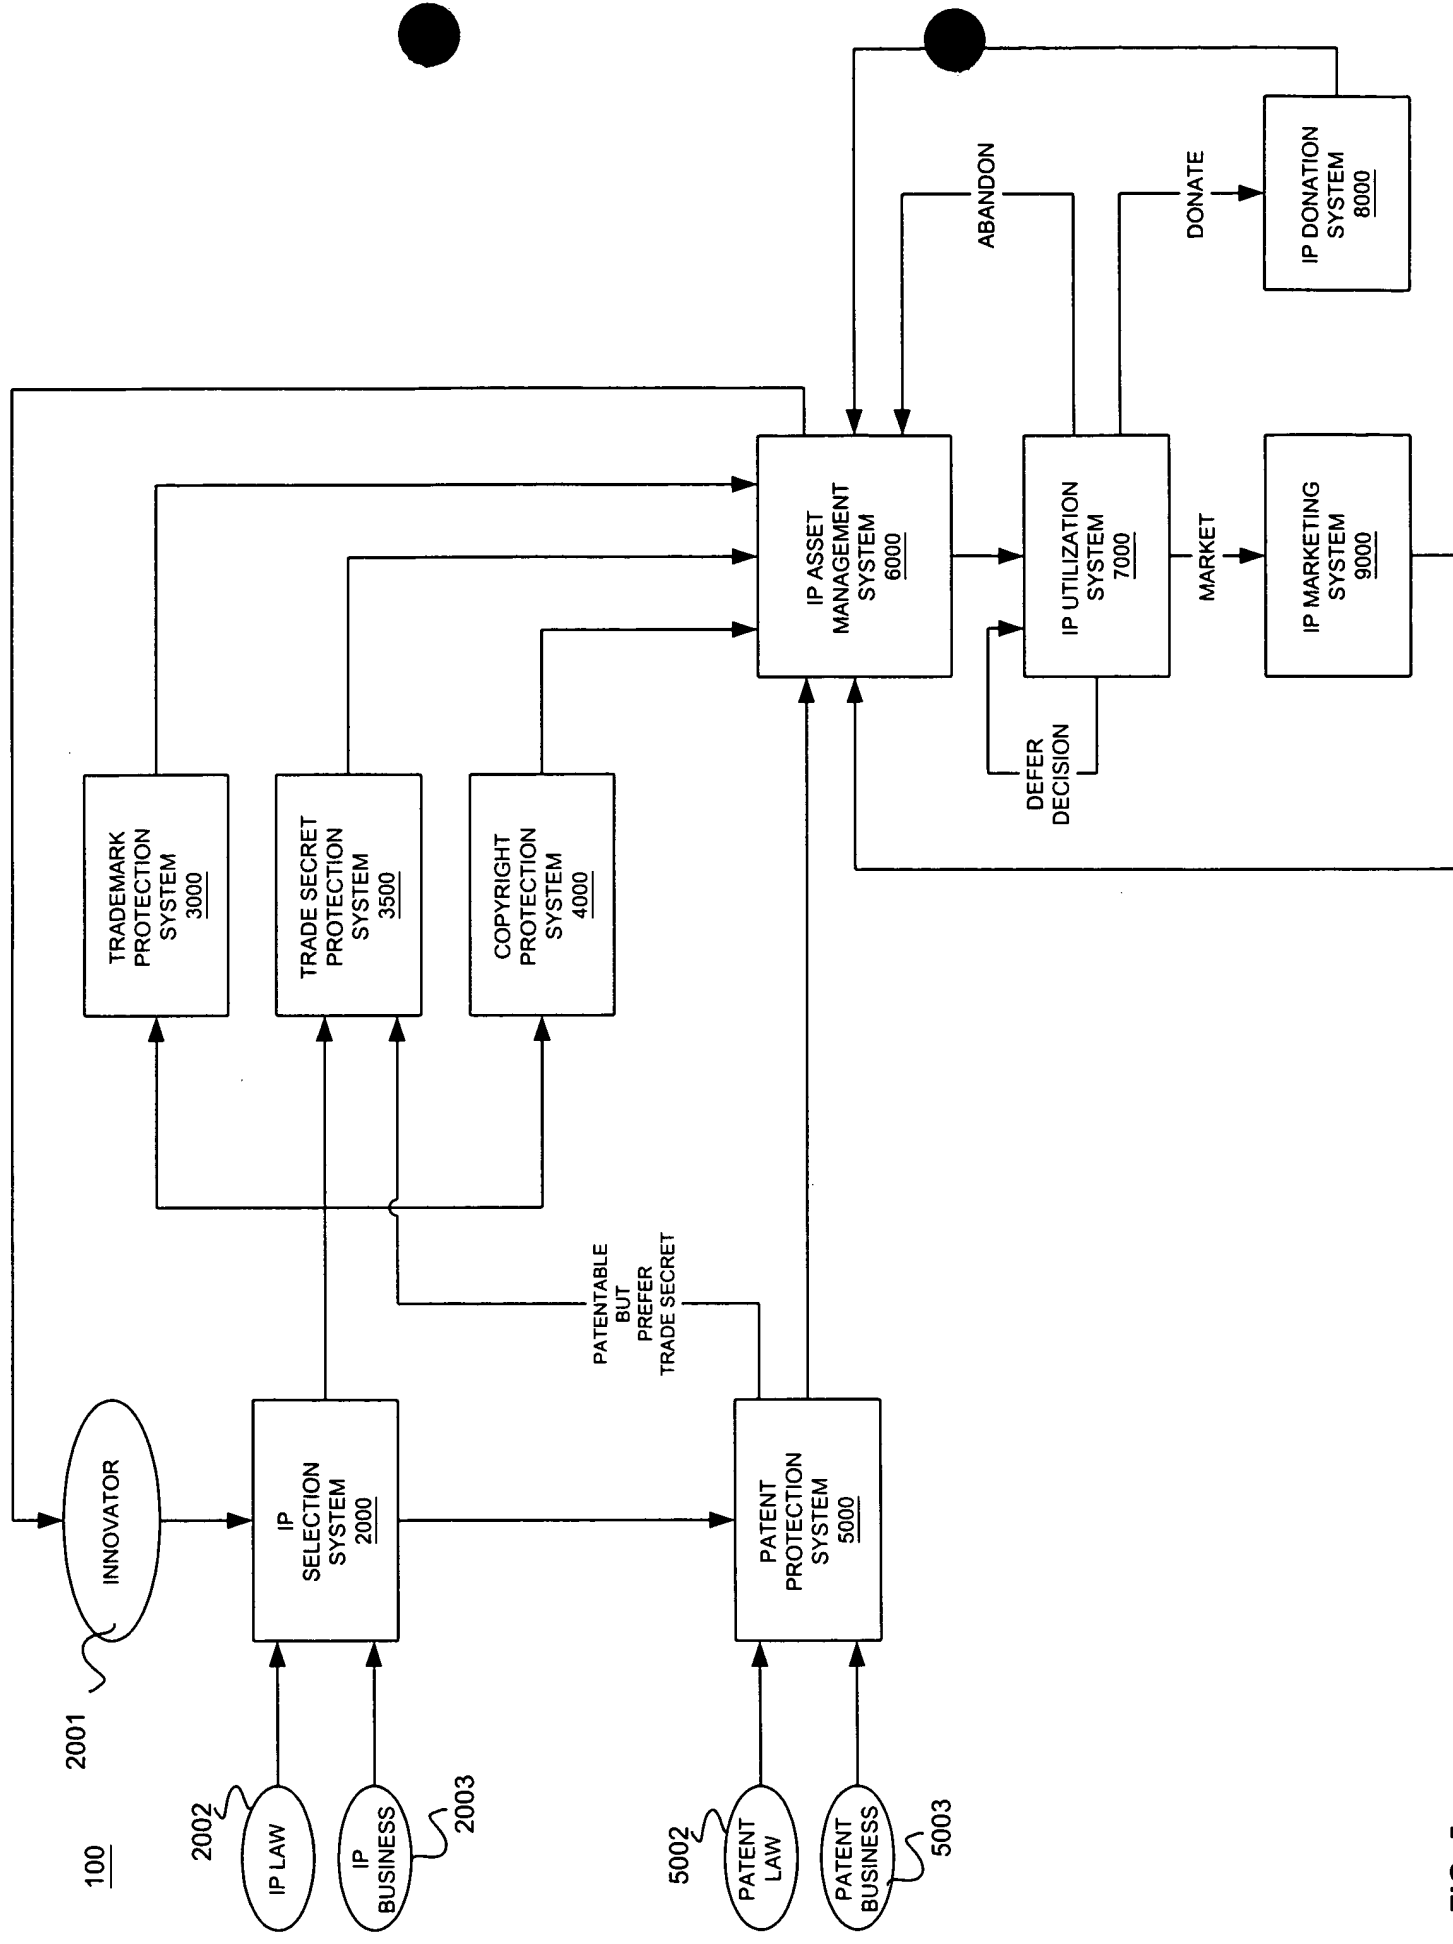 100
2001
INNOVATOR
2002
IP LAW
2003
IP
BUSINESS
IP
SELECTION
SYSTEM
2000
TRADEMARK
PROTECTION
SYSTEM
3000
TRADE SECRET
PROTECTION
SYSTEM
3500
COPYRIGHT
PROTECTION
SYSTEM
4000
PATENTABLE
BUT
PREFER
TRADE SECRET
5002
PATENT
LAW
5003
PATENT
BUSINESS
PATENT
PROTECTION
SYSTEM
5000
IP ASSET
MANAGEMENT
SYSTEM
6000
ABANDON
DEFER
DECISION
IP UTILIZATION
SYSTEM
7000
DONATE
MARKET
IP MARKETING
SYSTEM
9000
IP DONATION
SYSTEM
8000